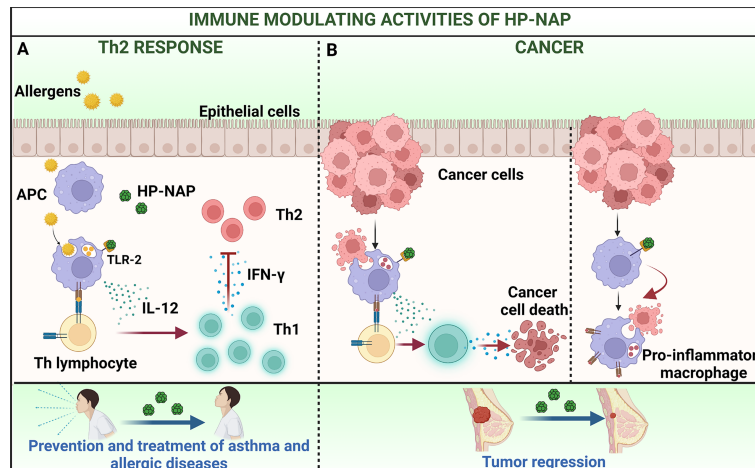 IMMUNE MODULATING ACTIVITIES OF HP-NAP
A
Th2 RESPONSE
Allergens
Epithelial cells
APC
HP-NAP
Th2
TLR-2
IFN-γ
IL-12
Th1
Th lymphocyte
Prevention and treatment of asthma and
allergic diseases
B
CANCER
Cancer cells
Cancer
cell death
Pro-inflammator
macrophage
Tumor regression